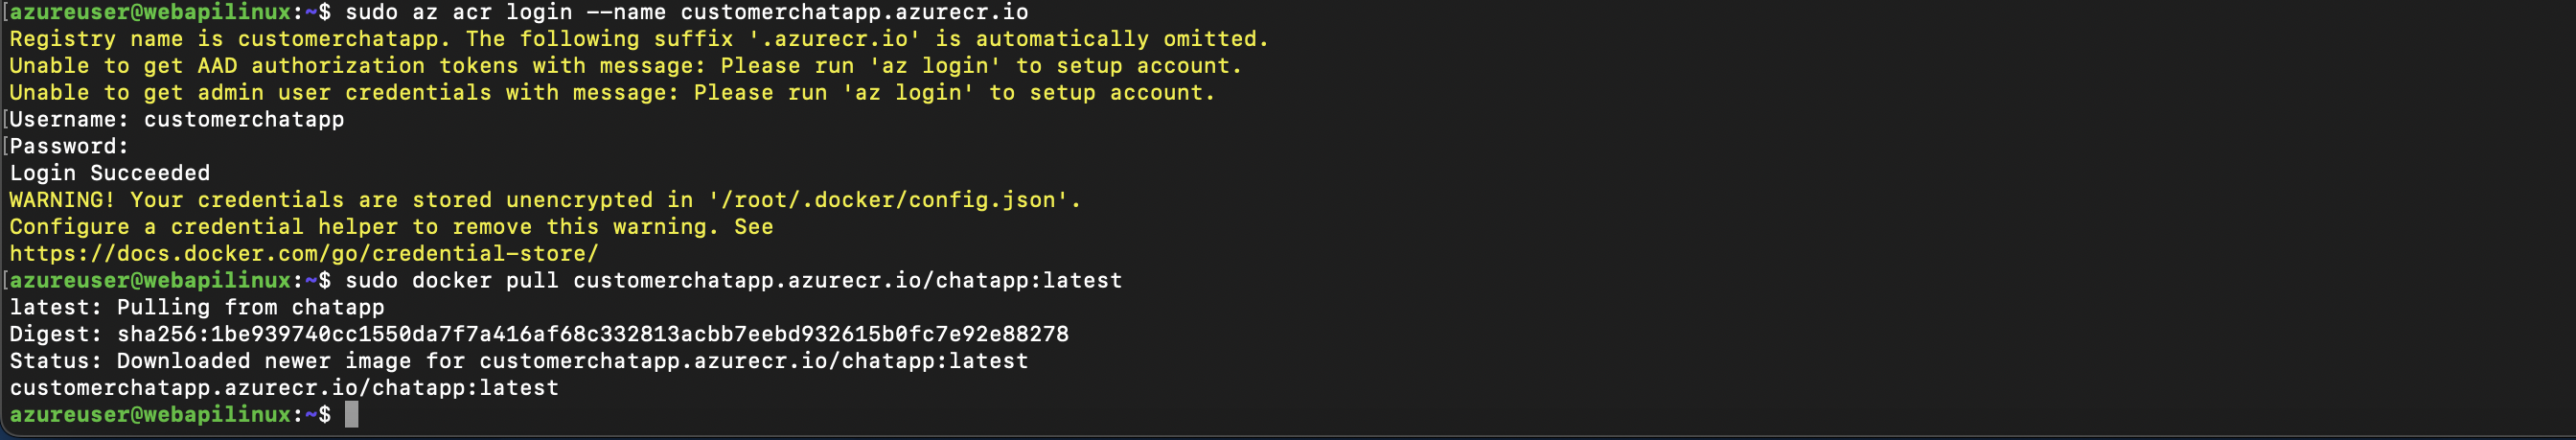 [azureuser@webapilinux:~$ sudo az acr login --name customerchatapp.azurecr.io
Registry name is customerchatapp. The following suffix '.azurecr.io' is automatically omitted.
Unable to get AAD authorization tokens with message: Please run 'az login' to setup account.
Unable to get admin user credentials with message: Please run 'az login' to setup account.
[Username: customerchatapp
[Password:
Login Succeeded
WARNING! Your credentials are stored unencrypted in '/root/.docker/config.json'.
Configure a credential helper to remove this warning. See
https://docs.docker.com/go/credential-store/
[azureuser@webapilinux:~$ sudo docker pull customerchatapp.azurecr.io/chatapp:latest
latest: Pulling from chatapp
Digest: sha256:1be939740cc1550da7f7a416af68c332813acbb7eebd932615b0fc7e92e88278
Status: Downloaded newer image for customerchatapp.azurecr.io/chatapp:latest
customerchatapp.azurecr.io/chatapp:latest
azureuser@webapilinux:~$